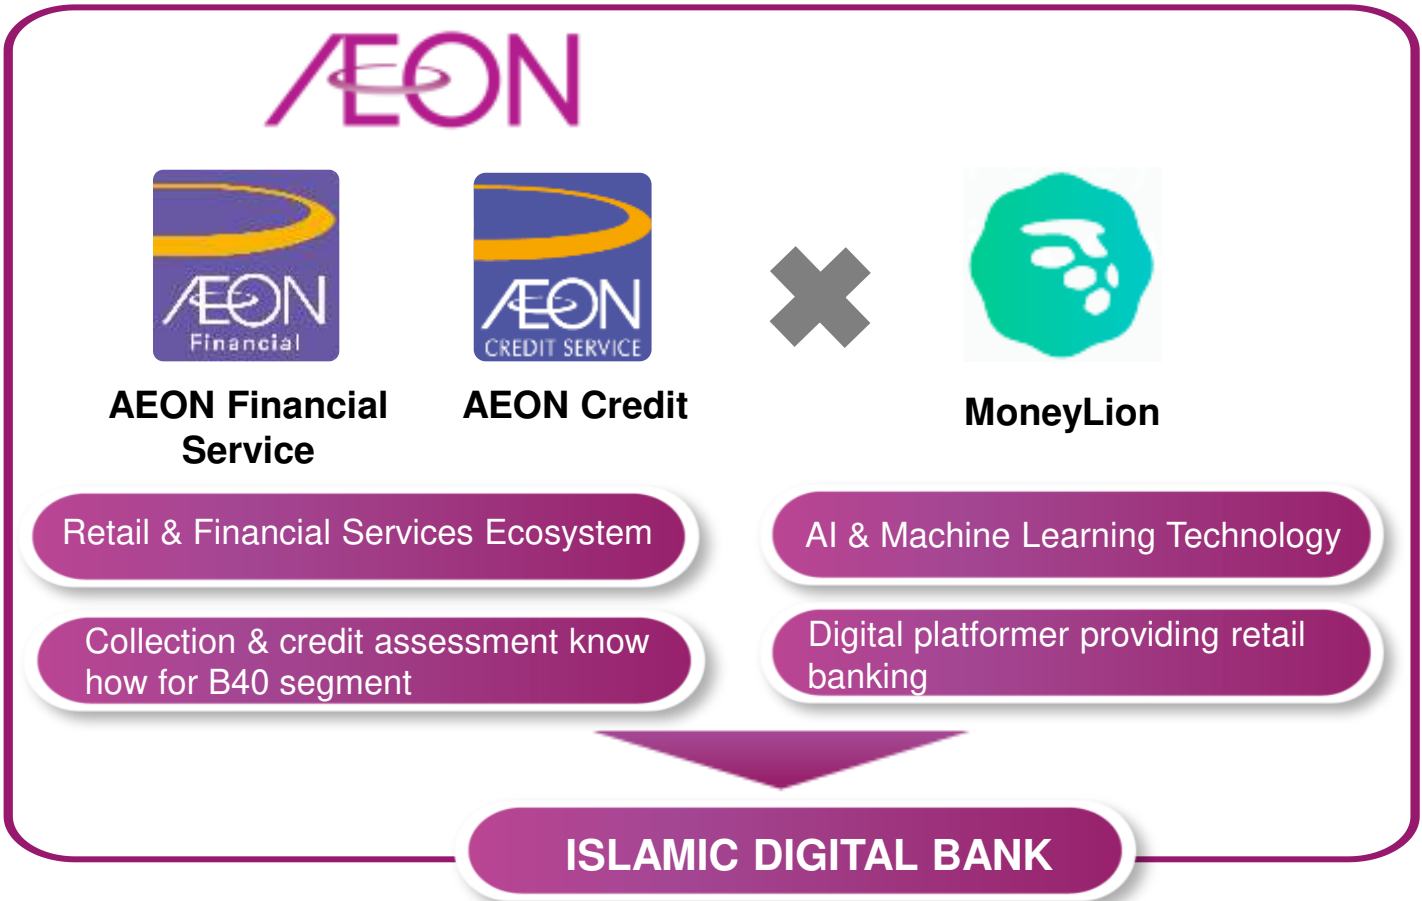 ÆON
ÆON
Financial
ÆON
CREDIT SERVICE
AEON Financial
Service
AEON Credit
MoneyLion
Retail & Financial Services Ecosystem
AI & Machine Learning Technology
Collection & credit assessment know
how for B40 segment
Digital platformer providing retail
banking
ISLAMIC DIGITAL BANK